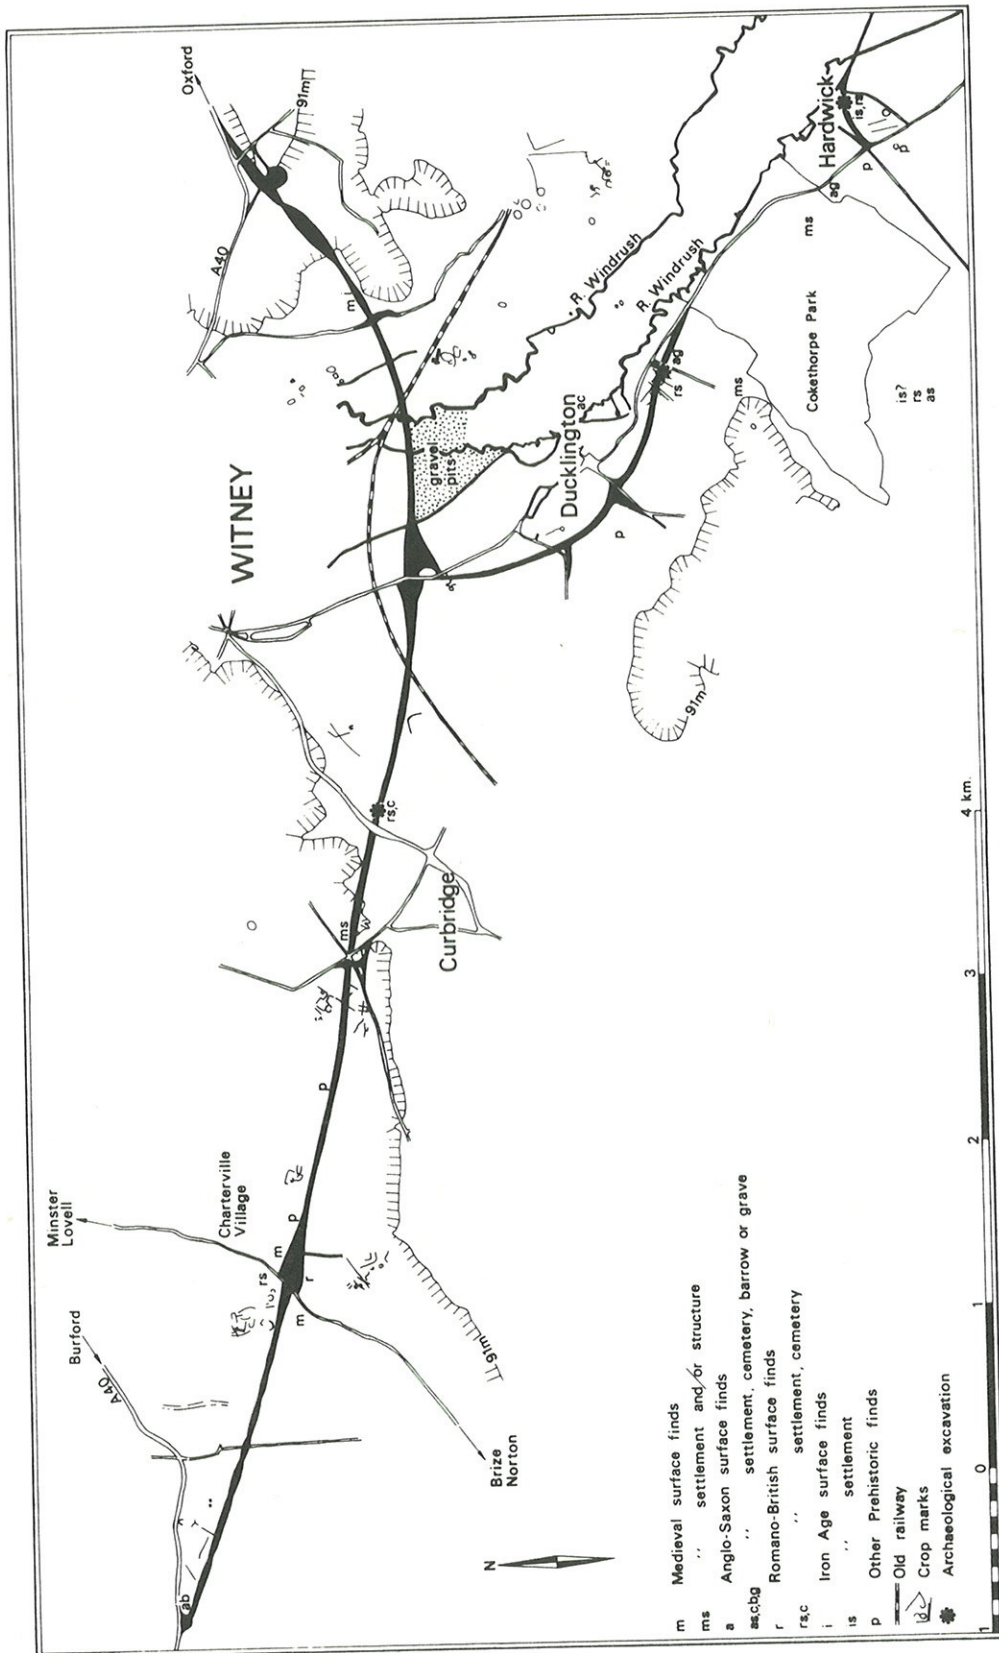 Oxford
91m
A40
m
WITNEY
R. Windrush
R. Windrush
gravel
pits
Ducklington
ac
ag
rs
ms
Cokethorpe Park
is?
rs
as
ms
ag
p
p
Hardwick
is,rs
p
91m
rs,c
Curbridge
ms
p
p
Charterville
Village
Minster
Lovell
m
rs
r
m
91m
Burford
A40
ab
Brize
Norton
N
m Medieval surface finds
ms ,, settlement and/or structure
a Anglo-Saxon surface finds
as,c,b,g ,, settlement, cemetery, barrow or grave
r Romano-British surface finds
rs,c ,, settlement, cemetery
i Iron Age surface finds
is ,, settlement
p Other Prehistoric finds
Old railway
Crop marks
Archaeological excavation
1 0 1 2 3 4 km.